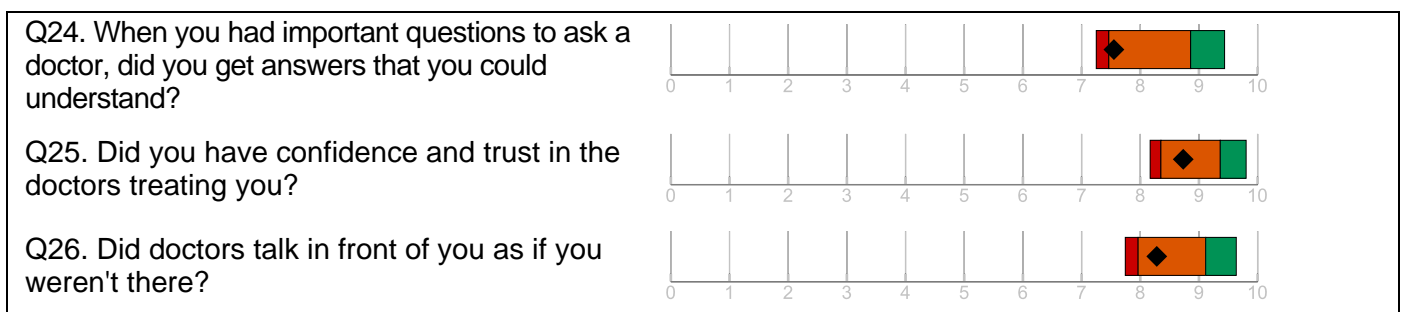 Q24. When you had important questions to ask a
doctor, did you get answers that you could
understand?
0 1 2 3 4 5 6 7 8 9 10
Q25. Did you have confidence and trust in the
doctors treating you?
0 1 2 3 4 5 6 7 8 9 10
Q26. Did doctors talk in front of you as if you
weren't there?
0 1 2 3 4 5 6 7 8 9 10